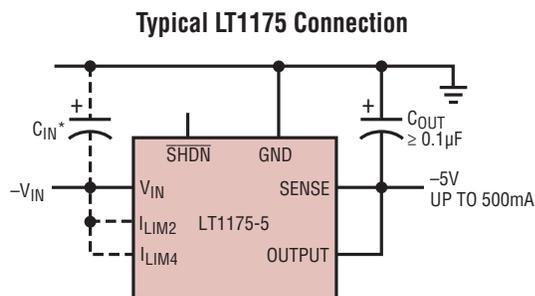 Typical LT1175 Connection
+
C_IN*
+
C_OUT
≥ 0.1µF
SHDN
GND
–V_IN
V_IN
SENSE
–5V
UP TO 500mA
I_LIM2
LT1175-5
I_LIM4
OUTPUT